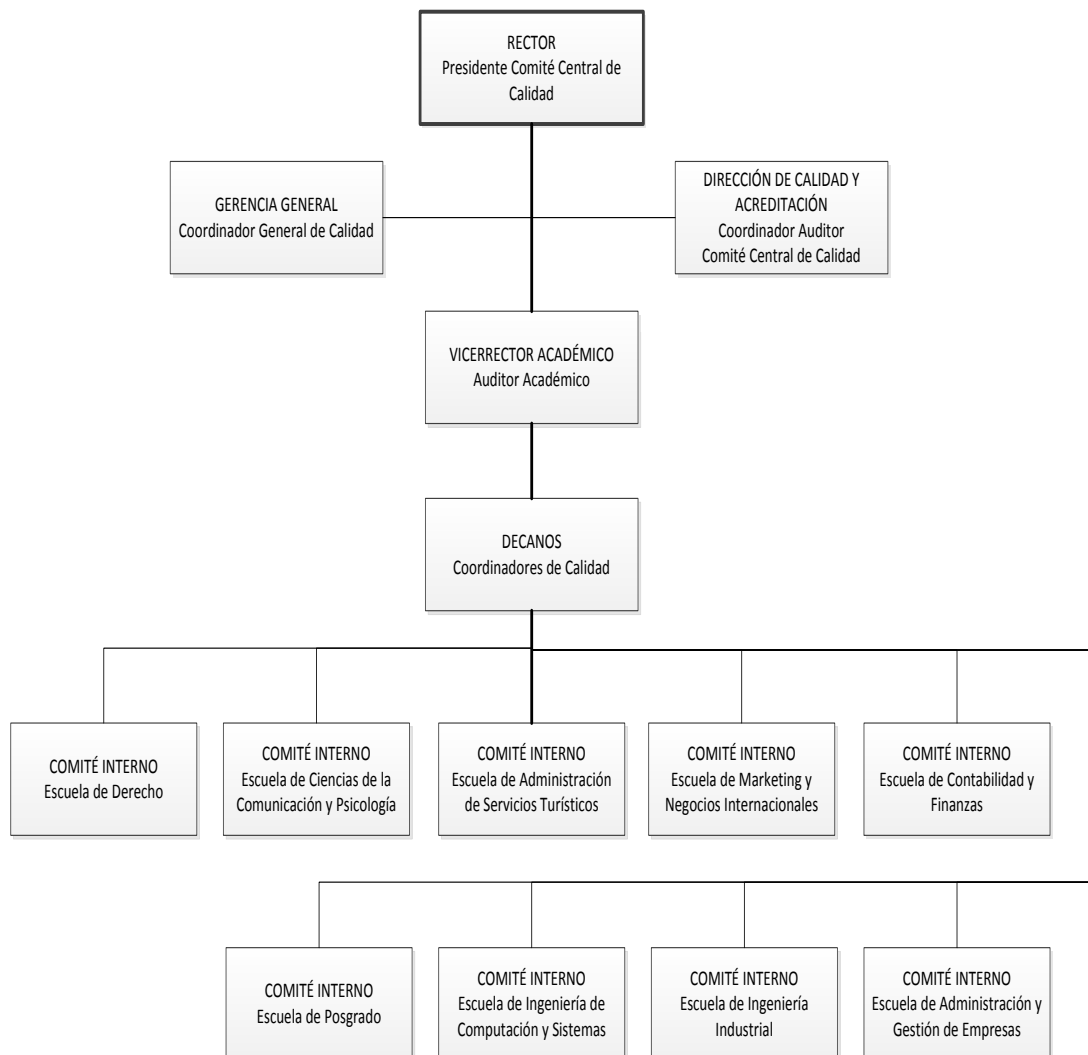 RECTOR
Presidente Comité Central de
Calidad
GERENCIA GENERAL
Coordinador General de Calidad
DIRECCIÓN DE CALIDAD Y
ACREDITACIÓN
Coordinador Auditor
Comité Central de Calidad
VICERRECTOR ACADÉMICO
Auditor Académico
DECANOS
Coordinadores de Calidad
COMITÉ INTERNO
Escuela de Derecho
COMITÉ INTERNO
Escuela de Ciencias de la
Comunicación y Psicología
COMITÉ INTERNO
Escuela de Administración
de Servicios Turísticos
COMITÉ INTERNO
Escuela de Marketing y
Negocios Internacionales
COMITÉ INTERNO
Escuela de Contabilidad y
Finanzas
COMITÉ INTERNO
Escuela de Posgrado
COMITÉ INTERNO
Escuela de Ingeniería de
Computación y Sistemas
COMITÉ INTERNO
Escuela de Ingeniería
Industrial
COMITÉ INTERNO
Escuela de Administración y
Gestión de Empresas